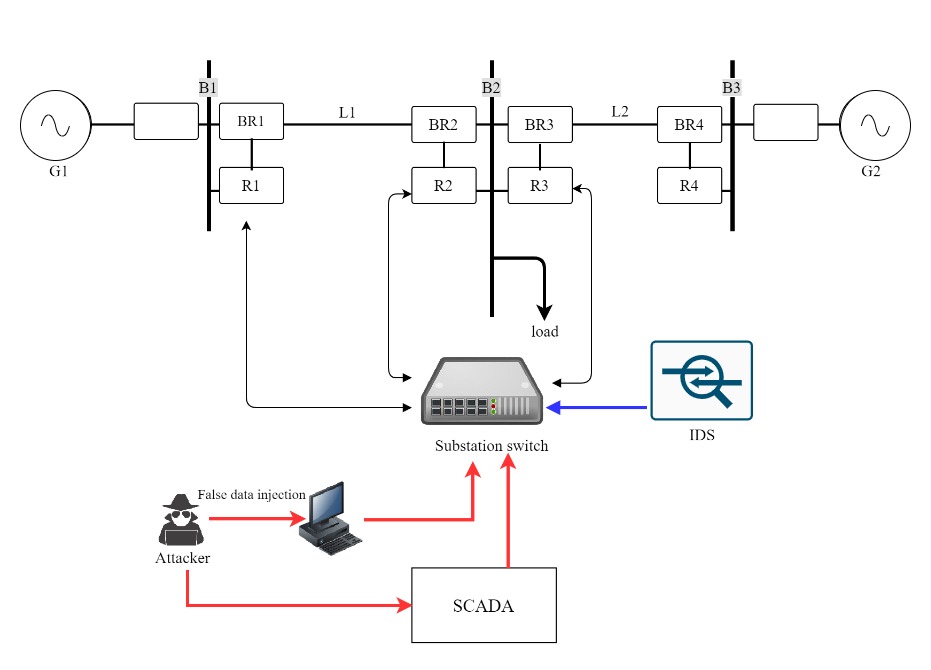 B1
B2
B3
BR1
L1
BR2
BR3
L2
BR4
G1
R1
R2
R3
R4
G2
load
IDS
Substation switch
False data injection
Attacker
SCADA